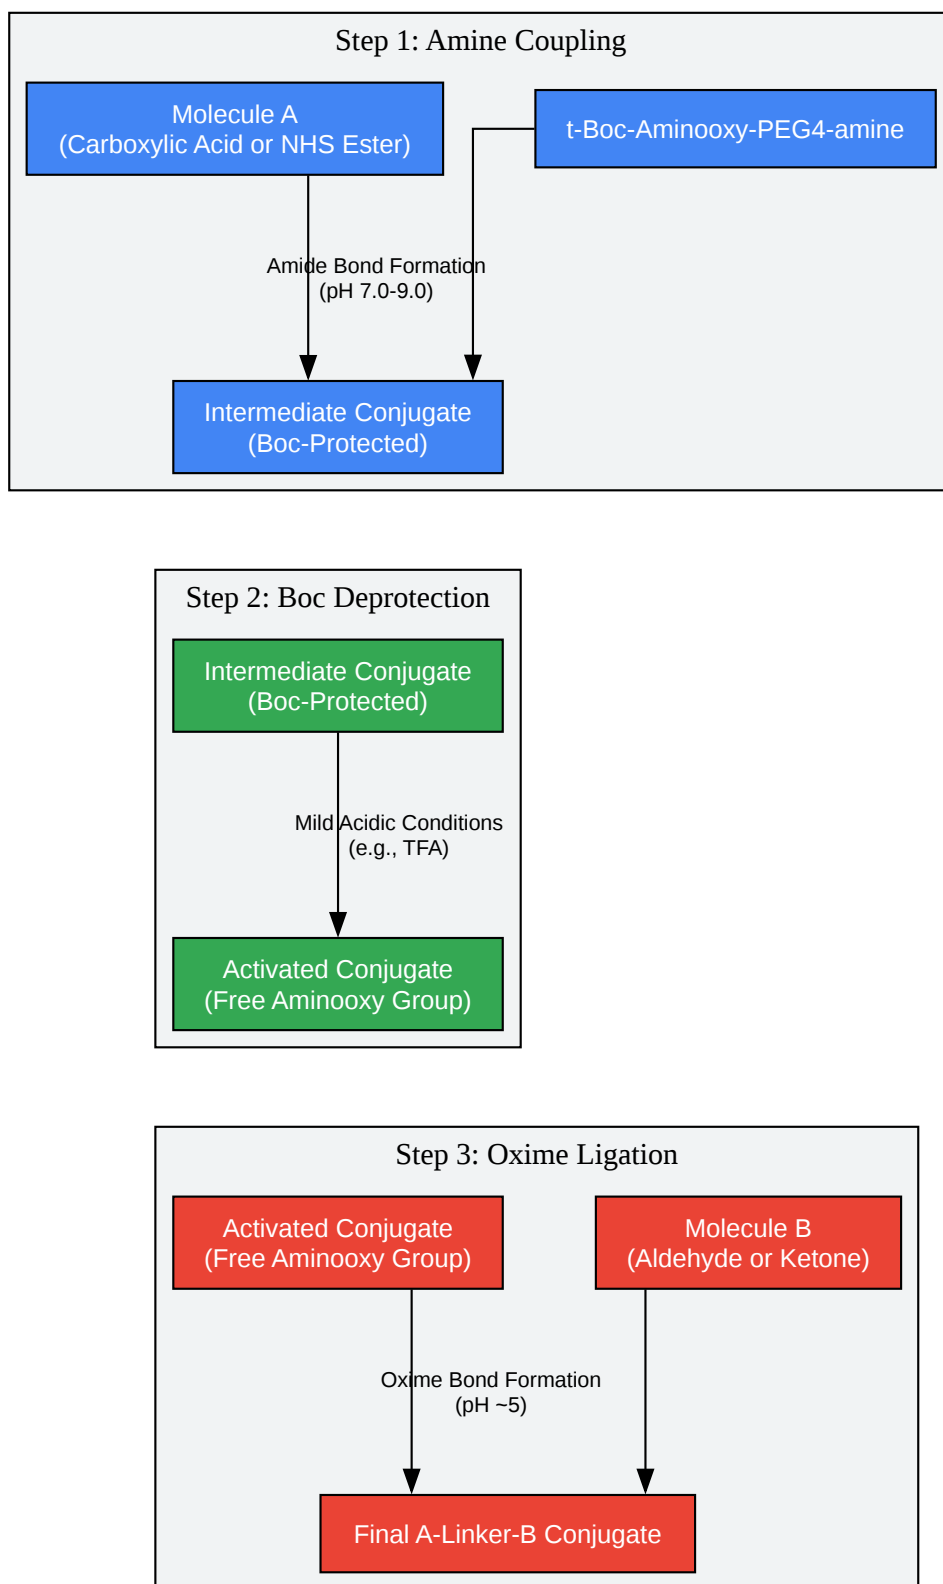 Step 1: Amine Coupling
Molecule A
(Carboxylic Acid or NHS Ester)
t-Boc-Aminooxy-PEG4-amine
Amide Bond Formation
(pH 7.0-9.0)
Intermediate Conjugate
(Boc-Protected)
Step 2: Boc Deprotection
Intermediate Conjugate
(Boc-Protected)
Mild Acidic Conditions
(e.g., TFA)
Activated Conjugate
(Free Aminooxy Group)
Step 3: Oxime Ligation
Activated Conjugate
(Free Aminooxy Group)
Molecule B
(Aldehyde or Ketone)
Oxime Bond Formation
(pH ~5)
Final A-Linker-B Conjugate